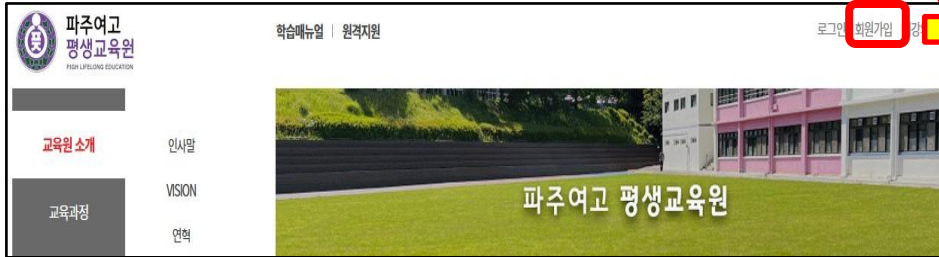 파주여고
평생교육원
PIGH LIFELONG EDUCATION
학습매뉴얼 | 원격지원
로그인 회원가입
교육원 소개
인사말
교육과정
VISION
연혁
파주여고 평생교육원